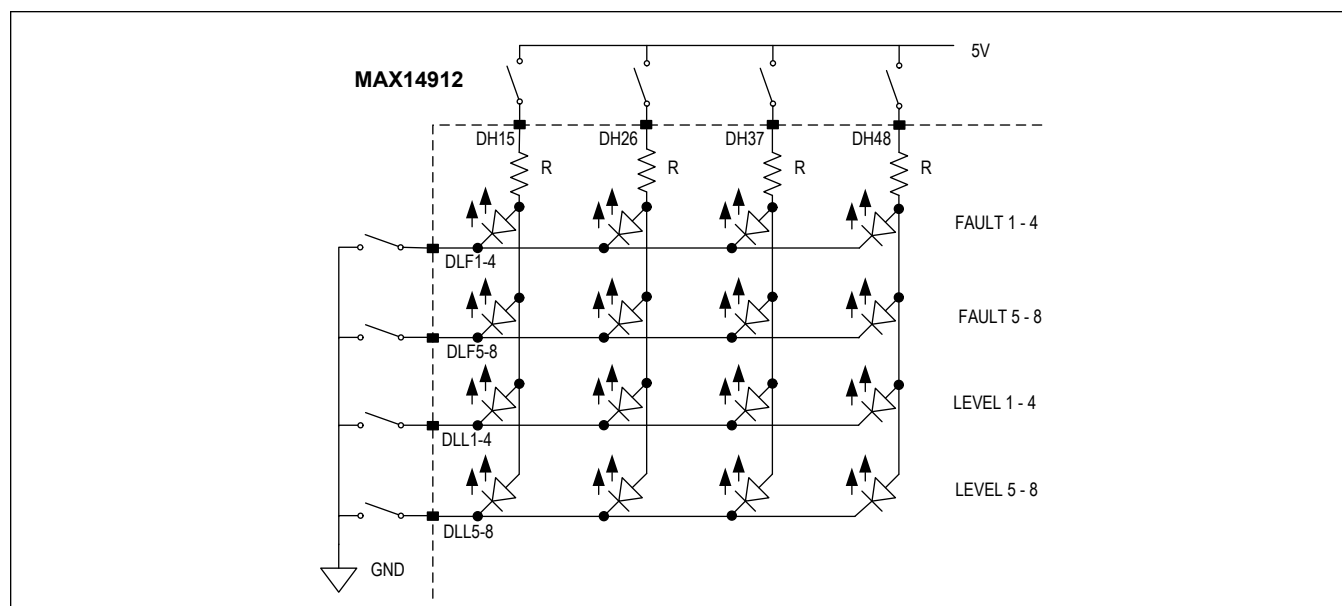 5V
MAX14912
DH15
DH26
DH37
DH48
R
R
R
R
FAULT 1 - 4
DLF1-4
FAULT 5 - 8
DLF5-8
LEVEL 1 - 4
DLL1-4
LEVEL 5 - 8
DLL5-8
GND